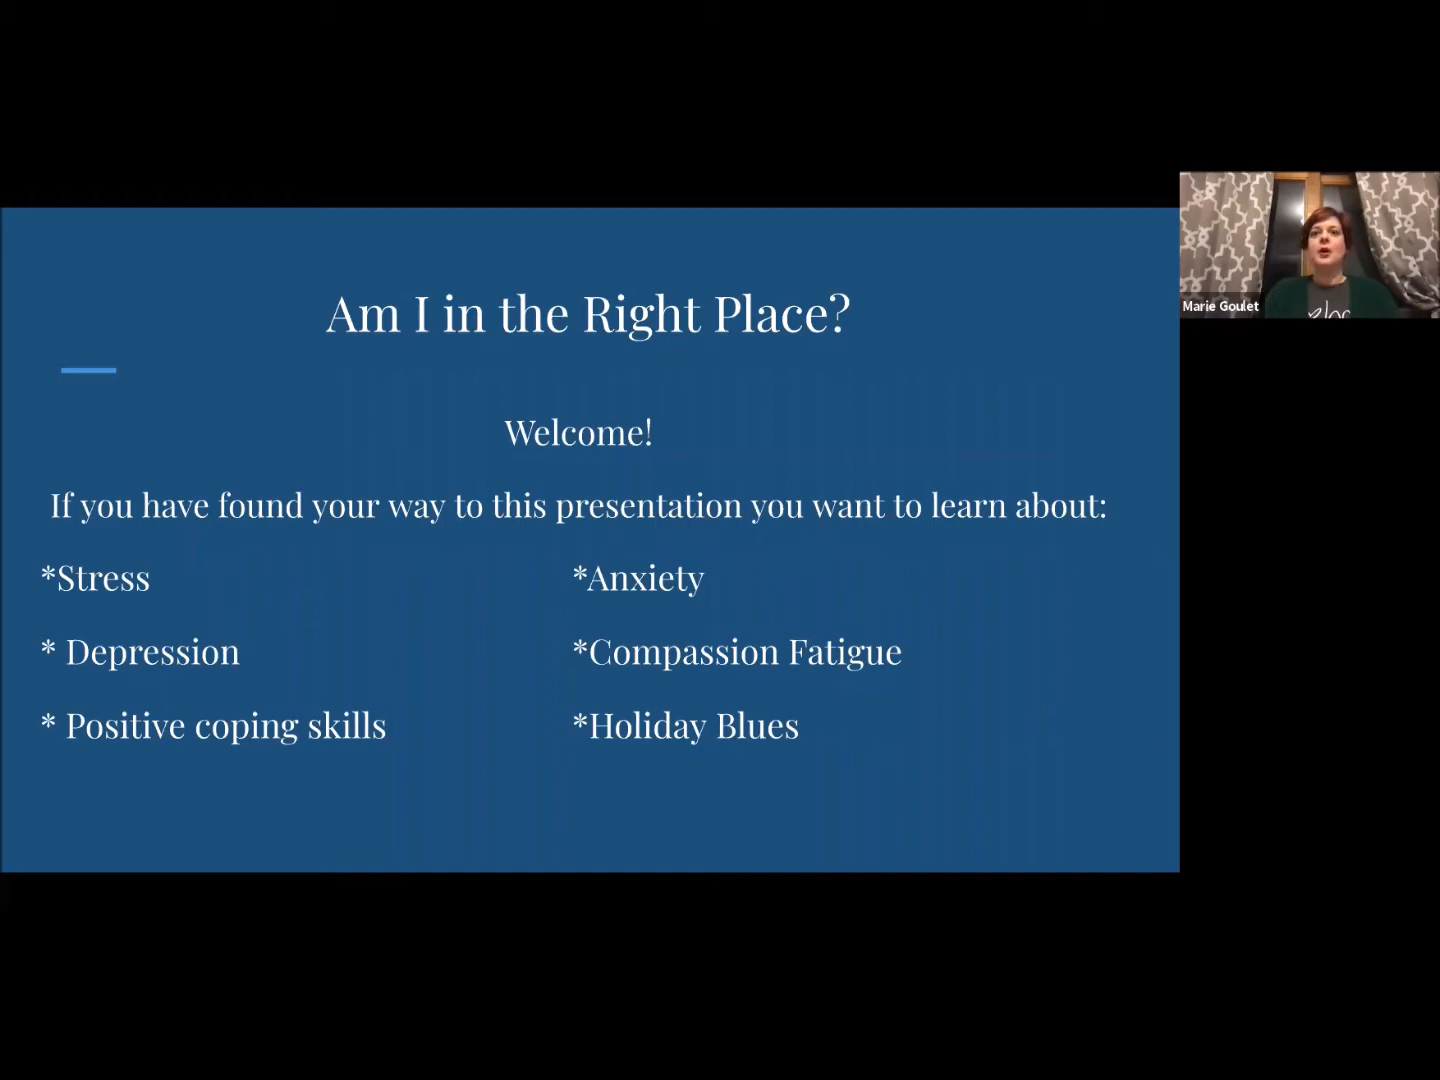 Am I in the Right Place?
Welcome!
If you have found your way to this presentation you want to learn about:
*Stress
*Anxiety
* Depression
*Compassion Fatigue
* Positive coping skills
*Holiday Blues
Marie Goulet